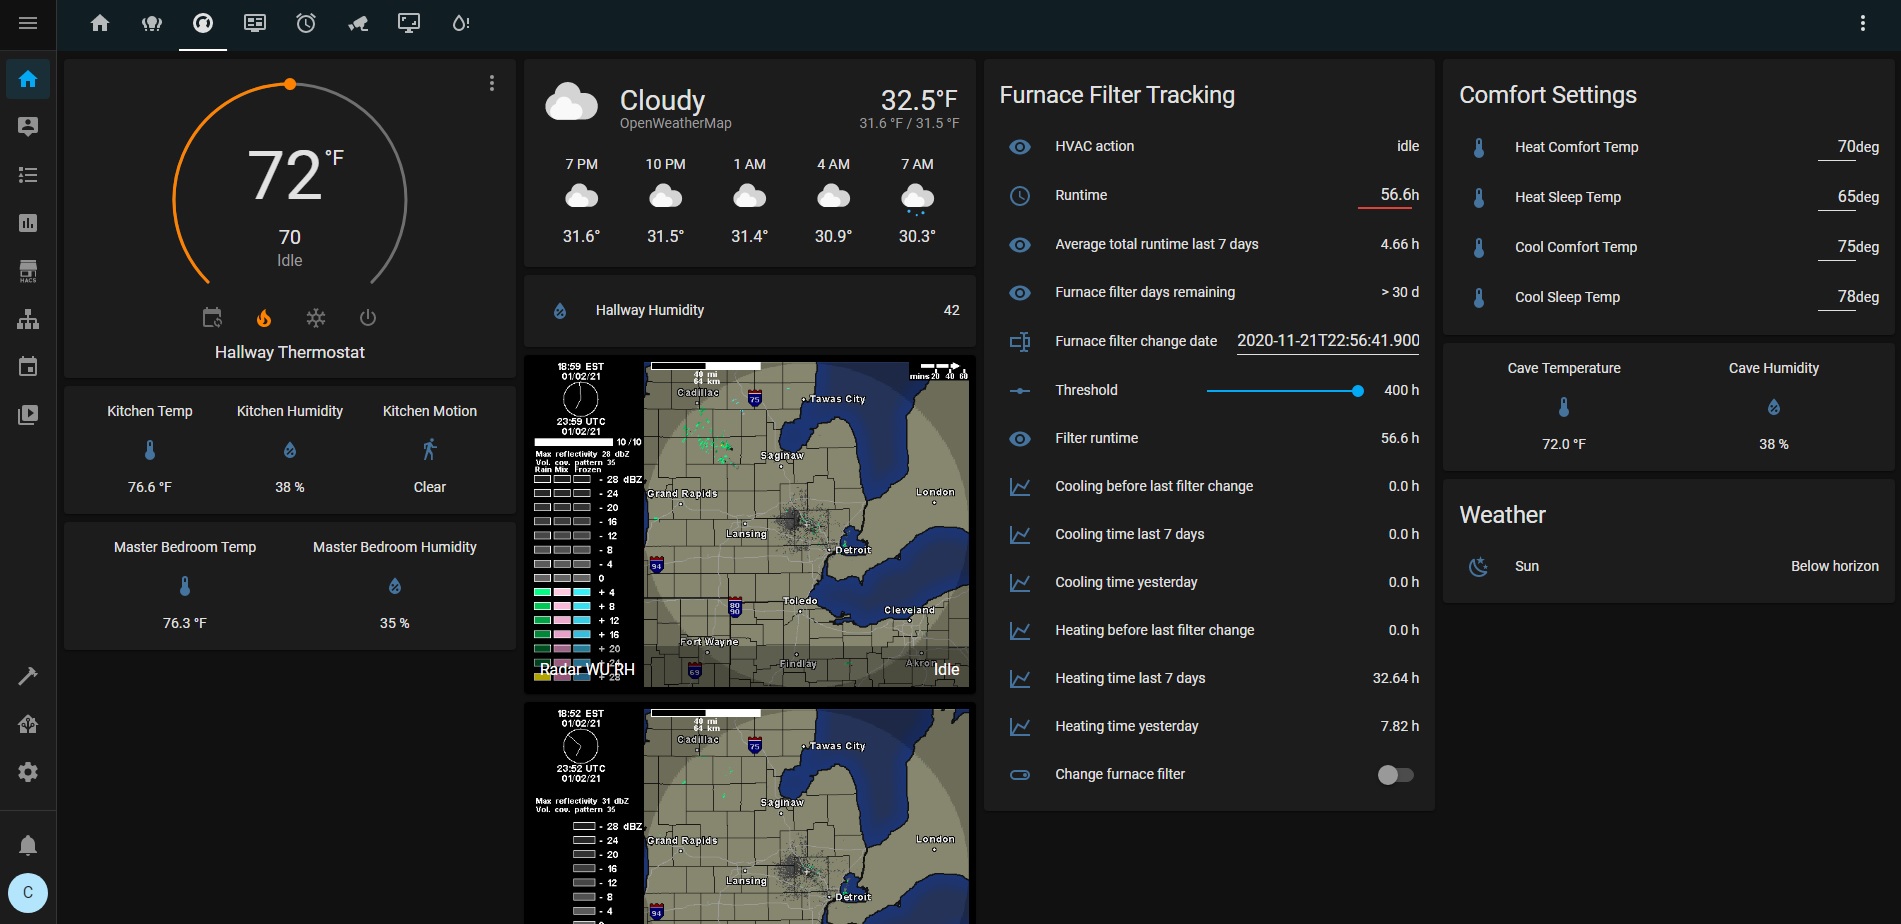 HACS
C
72 °F
70
Idle
Hallway Thermostat
Kitchen Temp Kitchen Humidity Kitchen Motion
76.6 °F 38 % Clear
Master Bedroom Temp Master Bedroom Humidity
76.3 °F 35 %
Cloudy 32.5°F
OpenWeatherMap 31.6 °F / 31.5 °F
7 PM 10 PM 1 AM 4 AM 7 AM
31.6° 31.5° 31.4° 30.9° 30.3°
Hallway Humidity 42
18:59 EST
01/02/21
23:59 UTC
01/02/21
10/10
Max reflectivity 28 dbZ
Vol. cov. pattern 35
Rain Mix Frozen
- 28 dBZ
- 24
- 20
- 16
- 12
- 8
- 4
0
+ 4
+ 8
+ 12
+ 16
+ 20
+ 28
40 mi
64 km
mins 20 40 60
Cadillac
75
Tawas City
Saginaw
Grand Rapids
London
Lansing
Detroit
94
Toledo
80
90
Cleveland
Fort Wayne
Findlay
Akron
69
Radar WU RH Idle
18:52 EST
01/02/21
23:52 UTC
01/02/21
Max reflectivity 31 dbZ
Vol. cov. pattern 35
- 28 dBZ
- 24
- 20
- 16
- 12
- 8
- 4
40 mi
64 km
Cadillac
75
Tawas City
Saginaw
Grand Rapids
London
Lansing
Detroit
94
Furnace Filter Tracking
HVAC action idle
Runtime 56.6h
Average total runtime last 7 days 4.66 h
Furnace filter days remaining > 30 d
Furnace filter change date 2020-11-21T22:56:41.900
Threshold 400 h
Filter runtime 56.6 h
Cooling before last filter change 0.0 h
Cooling time last 7 days 0.0 h
Cooling time yesterday 0.0 h
Heating before last filter change 0.0 h
Heating time last 7 days 32.64 h
Heating time yesterday 7.82 h
Change furnace filter
Comfort Settings
Heat Comfort Temp 70deg
Heat Sleep Temp 65deg
Cool Comfort Temp 75deg
Cool Sleep Temp 78deg
Cave Temperature Cave Humidity
72.0 °F 38 %
Weather
Sun Below horizon